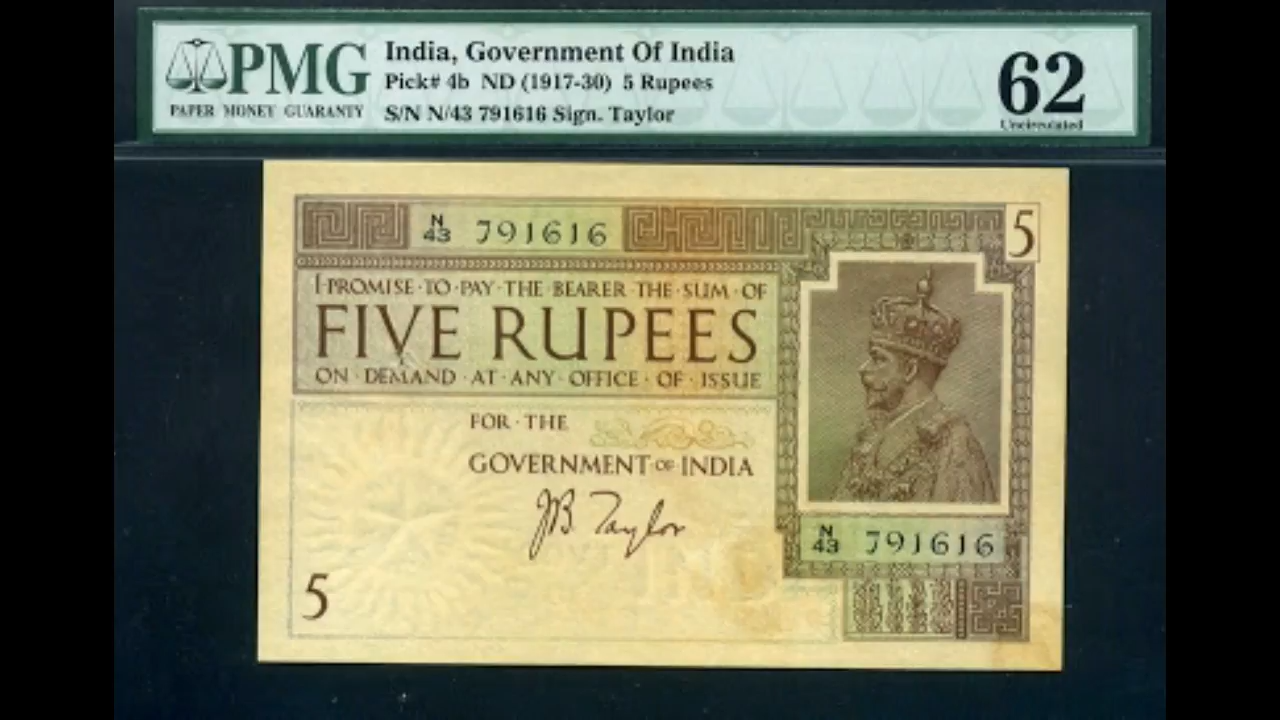 PMG
PAPER MONEY GUARANTY
India, Government Of India
Pick# 4b ND (1917-30) 5 Rupees
S/N N/43 791616 Sign. Taylor
62
Uncirculated
N
43 791616
5
I·PROMISE·TO·PAY·THE·BEARER·THE·SUM·OF
FIVE RUPEES
ON·DEMAND·AT·ANY·OFFICE·OF·ISSUE
FOR·THE
GOVERNMENT OF INDIA
JB Taylor
N
43 791616
5